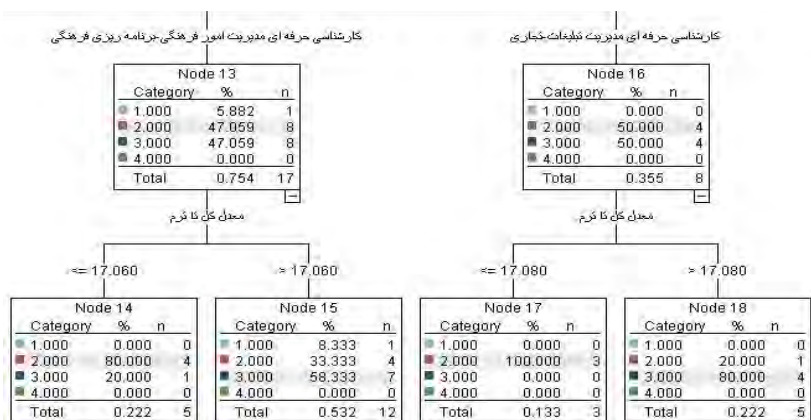 کارشناسی حرفه ای مدیریت امور فرهنگی-برنامه ریزی فرهنگی
کارشناسی حرفه ای مدیریت تبلیغات-تجاری
Node 13
Category % n
1.000 5.882 1
2.000 47.059 8
3.000 47.059 8
4.000 0.000 0
Total 0.754 17
Node 16
Category % n
1.000 0.000 0
2.000 50.000 4
3.000 50.000 4
4.000 0.000 0
Total 0.355 8
معدل کل تا ترم
معدل کل تا ترم
<= 17.060
> 17.060
<= 17.080
> 17.080
Node 14
Category % n
1.000 0.000 0
2.000 80.000 4
3.000 20.000 1
4.000 0.000 0
Total 0.222 5
Node 15
Category % n
1.000 8.333 1
2.000 33.333 4
3.000 58.333 7
4.000 0.000 0
Total 0.532 12
Node 17
Category % n
1.000 0.000 0
2.000 100.000 3
3.000 0.000 0
4.000 0.000 0
Total 0.133 3
Node 18
Category % n
1.000 0.000 0
2.000 20.000 1
3.000 80.000 4
4.000 0.000 0
Total 0.222 5